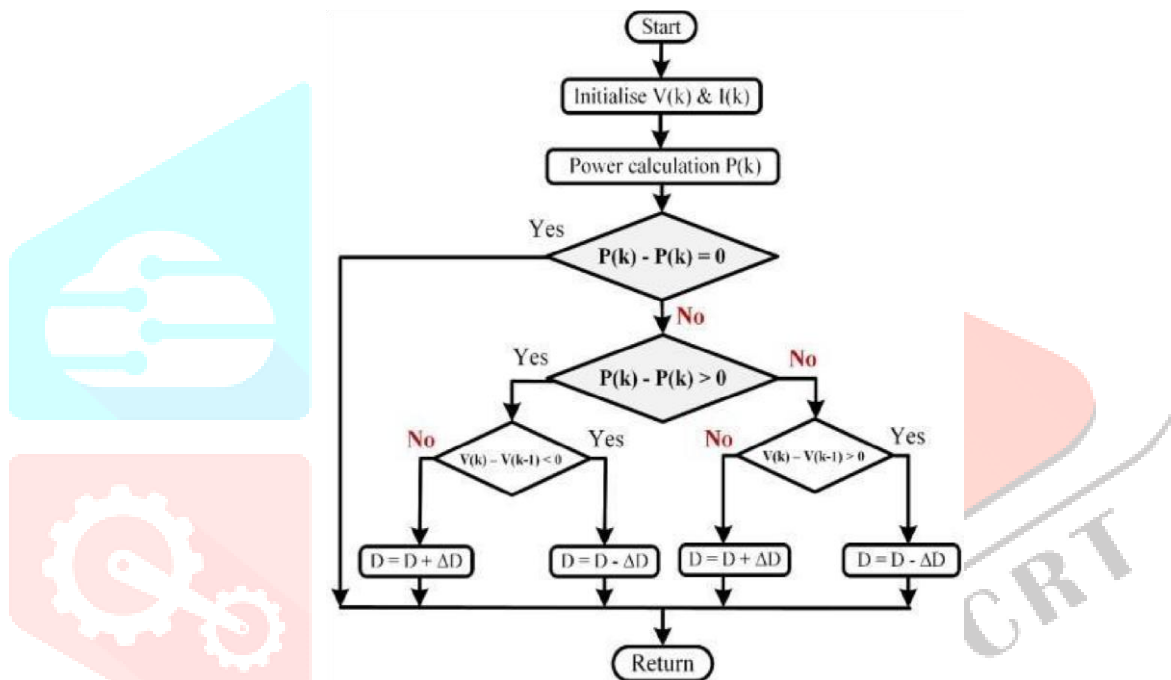 Start
Initialise V(k) & I(k)
Power calculation P(k)
Yes
P(k) - P(k) = 0
No
Yes
No
P(k) - P(k) > 0
No
Yes
No
Yes
V(k) – V(k-1) < 0
V(k) – V(k-1) > 0
D = D + ΔD
D = D - ΔD
D = D + ΔD
D = D - ΔD
Return
CRT